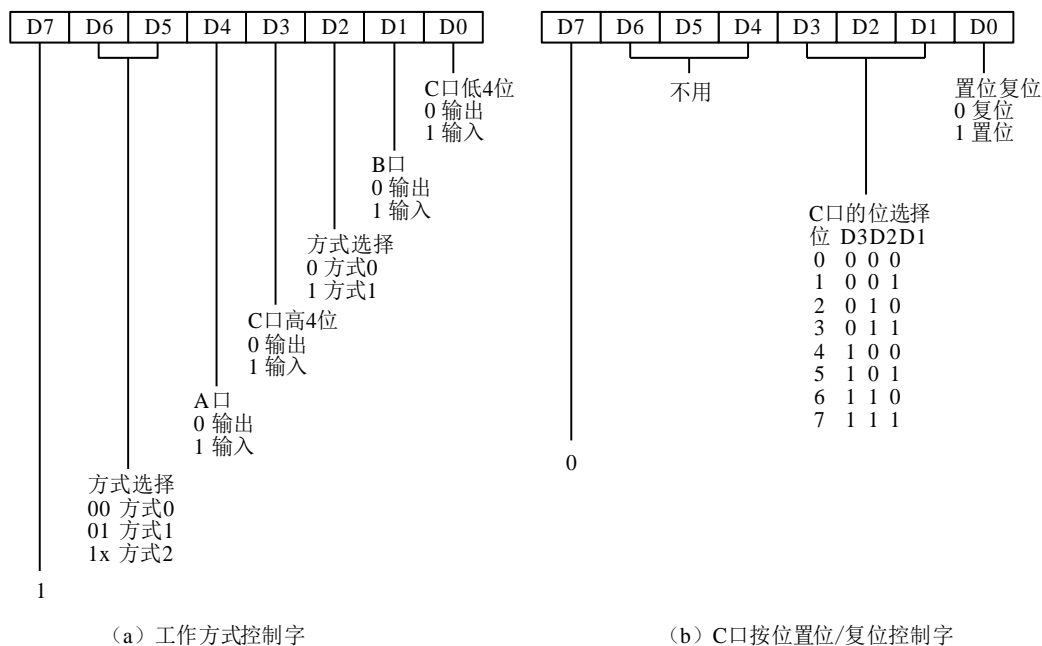 D7 D6 D5 D4 D3 D2 D1 D0
C口低4位
0 输出
1 输入
B口
0 输出
1 输入
方式选择
0 方式0
1 方式1
C口高4位
0 输出
1 输入
A口
0 输出
1 输入
方式选择
00 方式0
01 方式1
1x 方式2
1
（a）工作方式控制字
D7 D6 D5 D4 D3 D2 D1 D0
不用
置位复位
0 复位
1 置位
C口的位选择
位 D3D2D1
0 0 0 0
1 0 0 1
2 0 1 0
3 0 1 1
4 1 0 0
5 1 0 1
6 1 1 0
7 1 1 1
0
（b）C口按位置位/复位控制字